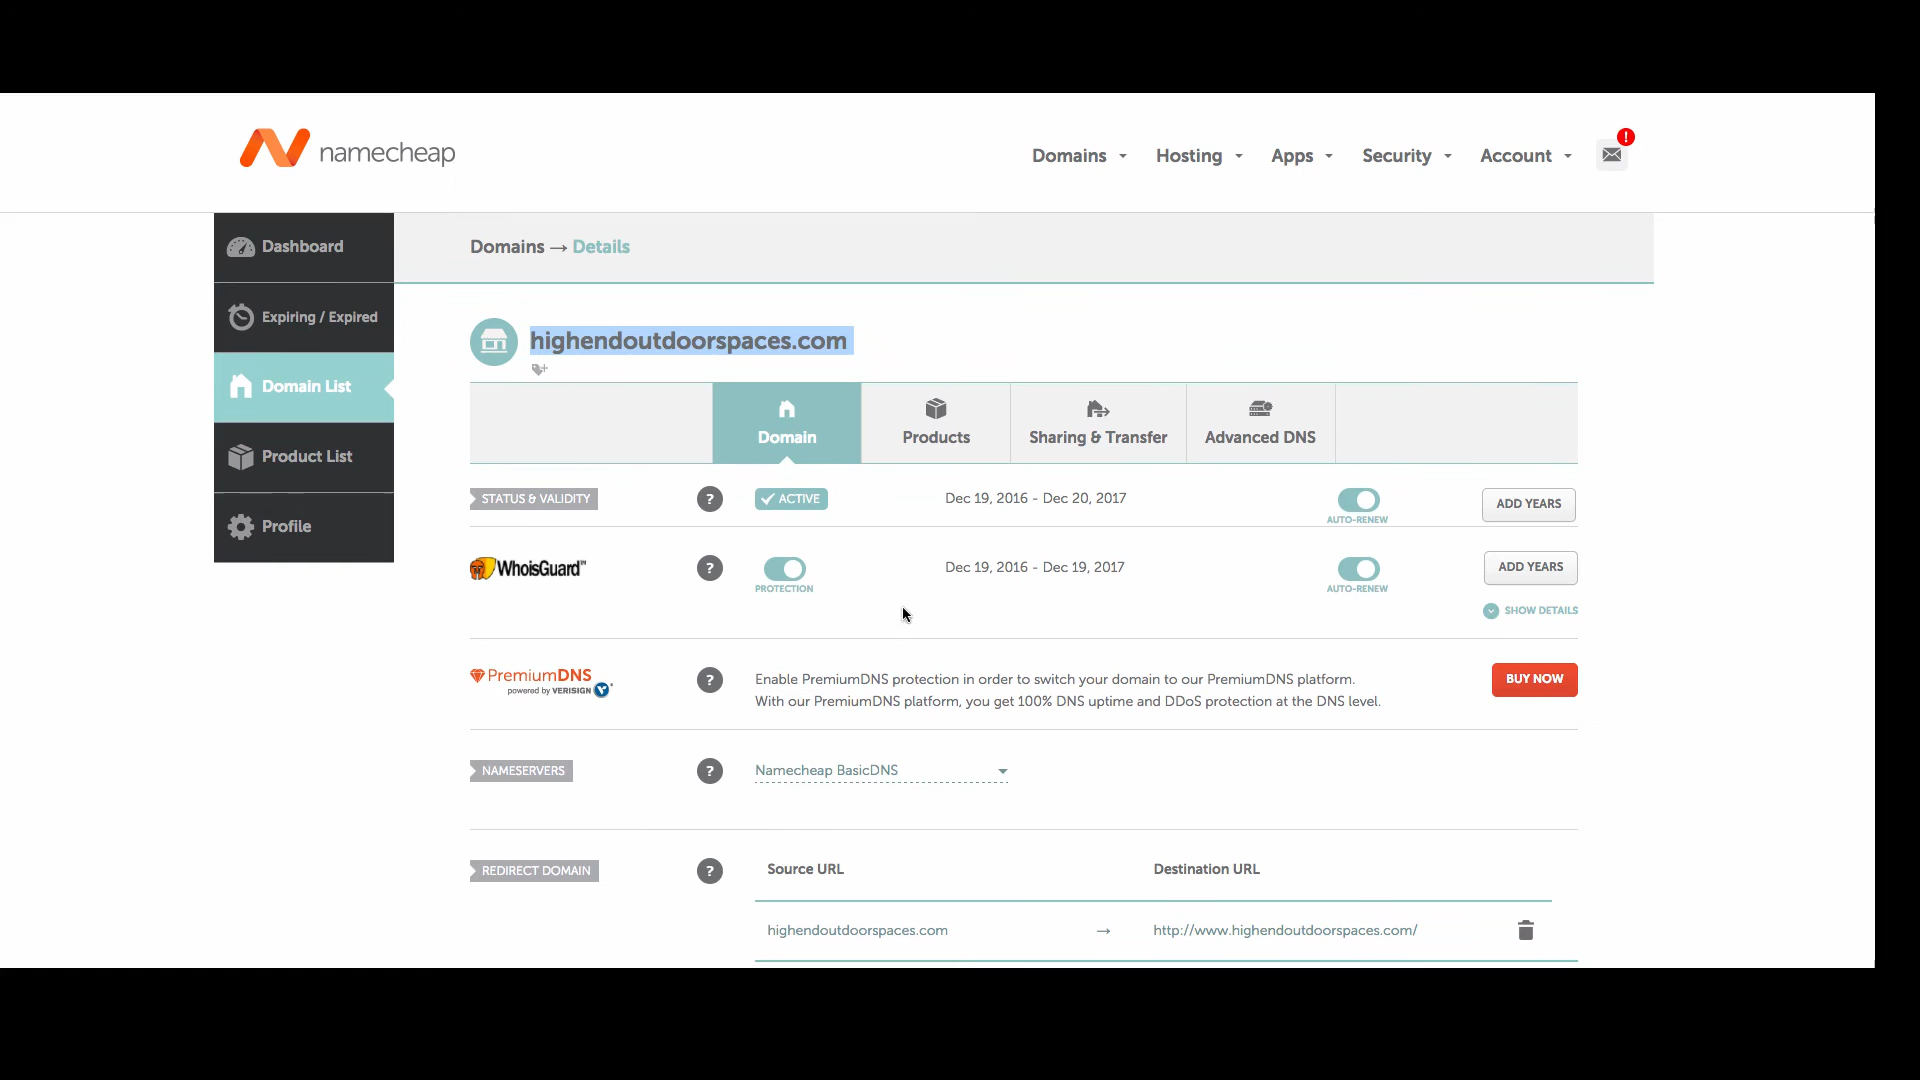 namecheap
Domains
Hosting
Apps
Security
Account
!
Dashboard
Expiring / Expired
Domain List
Product List
Profile
Domains → Details
highendoutdoorspaces.com
Domain
Products
Sharing & Transfer
Advanced DNS
STATUS & VALIDITY
?
ACTIVE
Dec 19, 2016 - Dec 20, 2017
AUTO-RENEW
ADD YEARS
WhoisGuard™
?
PROTECTION
Dec 19, 2016 - Dec 19, 2017
AUTO-RENEW
ADD YEARS
SHOW DETAILS
PremiumDNS
powered by VERISIGN
?
Enable PremiumDNS protection in order to switch your domain to our PremiumDNS platform.
With our PremiumDNS platform, you get 100% DNS uptime and DDoS protection at the DNS level.
BUY NOW
NAMESERVERS
?
Namecheap BasicDNS
REDIRECT DOMAIN
?
Source URL
Destination URL
highendoutdoorspaces.com
→
http://www.highendoutdoorspaces.com/